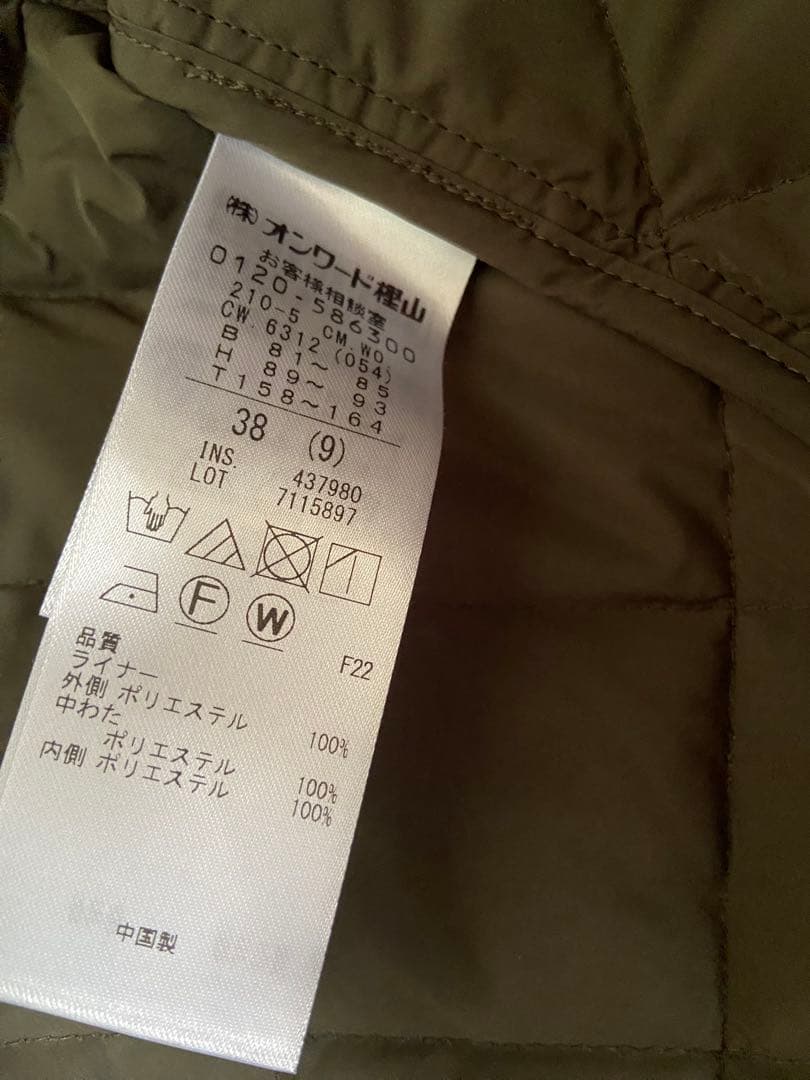 ㈱オンワード樫山
お客様相談室
0120-586300
210-5 CM.WO
CW.6312(054)
B 81～ 85
H 89～ 93
T158～164
38 (9)
INS. 437980
LOT 7115897
F W
F22
品質
ライナー
外側 ポリエステル 100%
中わた
ポリエステル 100%
内側 ポリエステル 100%
中国製